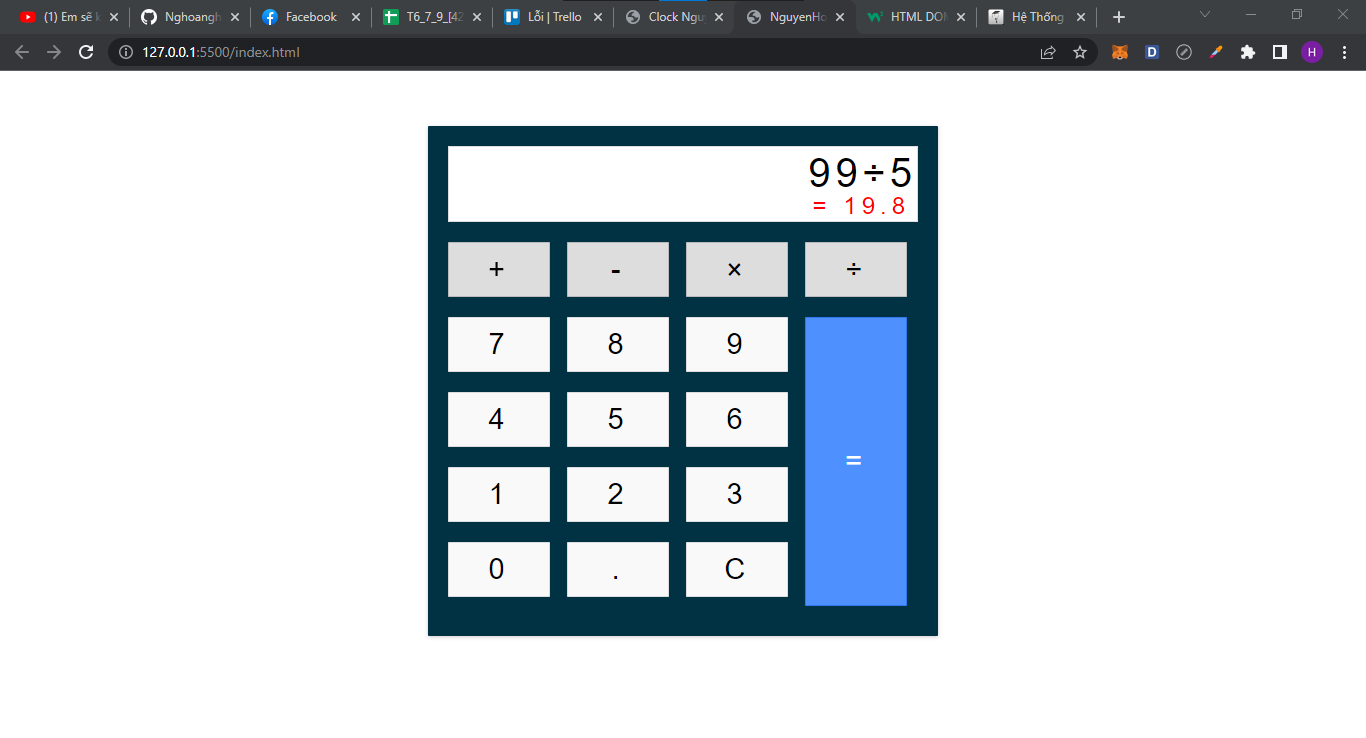 (1) Em sẽ
Nghoangh
Facebook
T6_7_9_[42
Lỗi | Trello
Clock Ngu
NguyenHo
HTML DO
Hệ Thống
127.0.0.1:5500/index.html
D
H
99÷5
= 19.8
+ - × ÷
7 8 9
4 5 6
=
1 2 3
0 . C